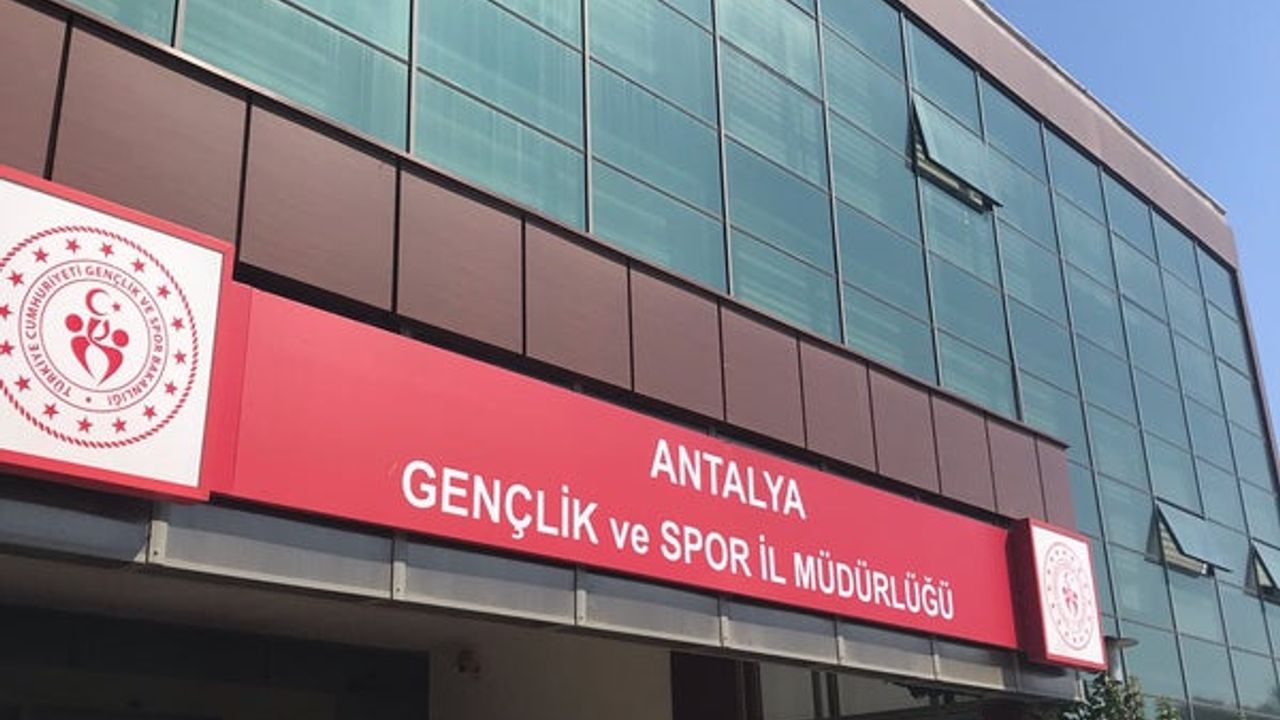 TÜRKİYE CUMHURİYETİ GENÇLİK VE SPOR BAKANLIĞI
ANTALYA
GENÇLİK ve SPOR İL MÜDÜRLÜĞÜ